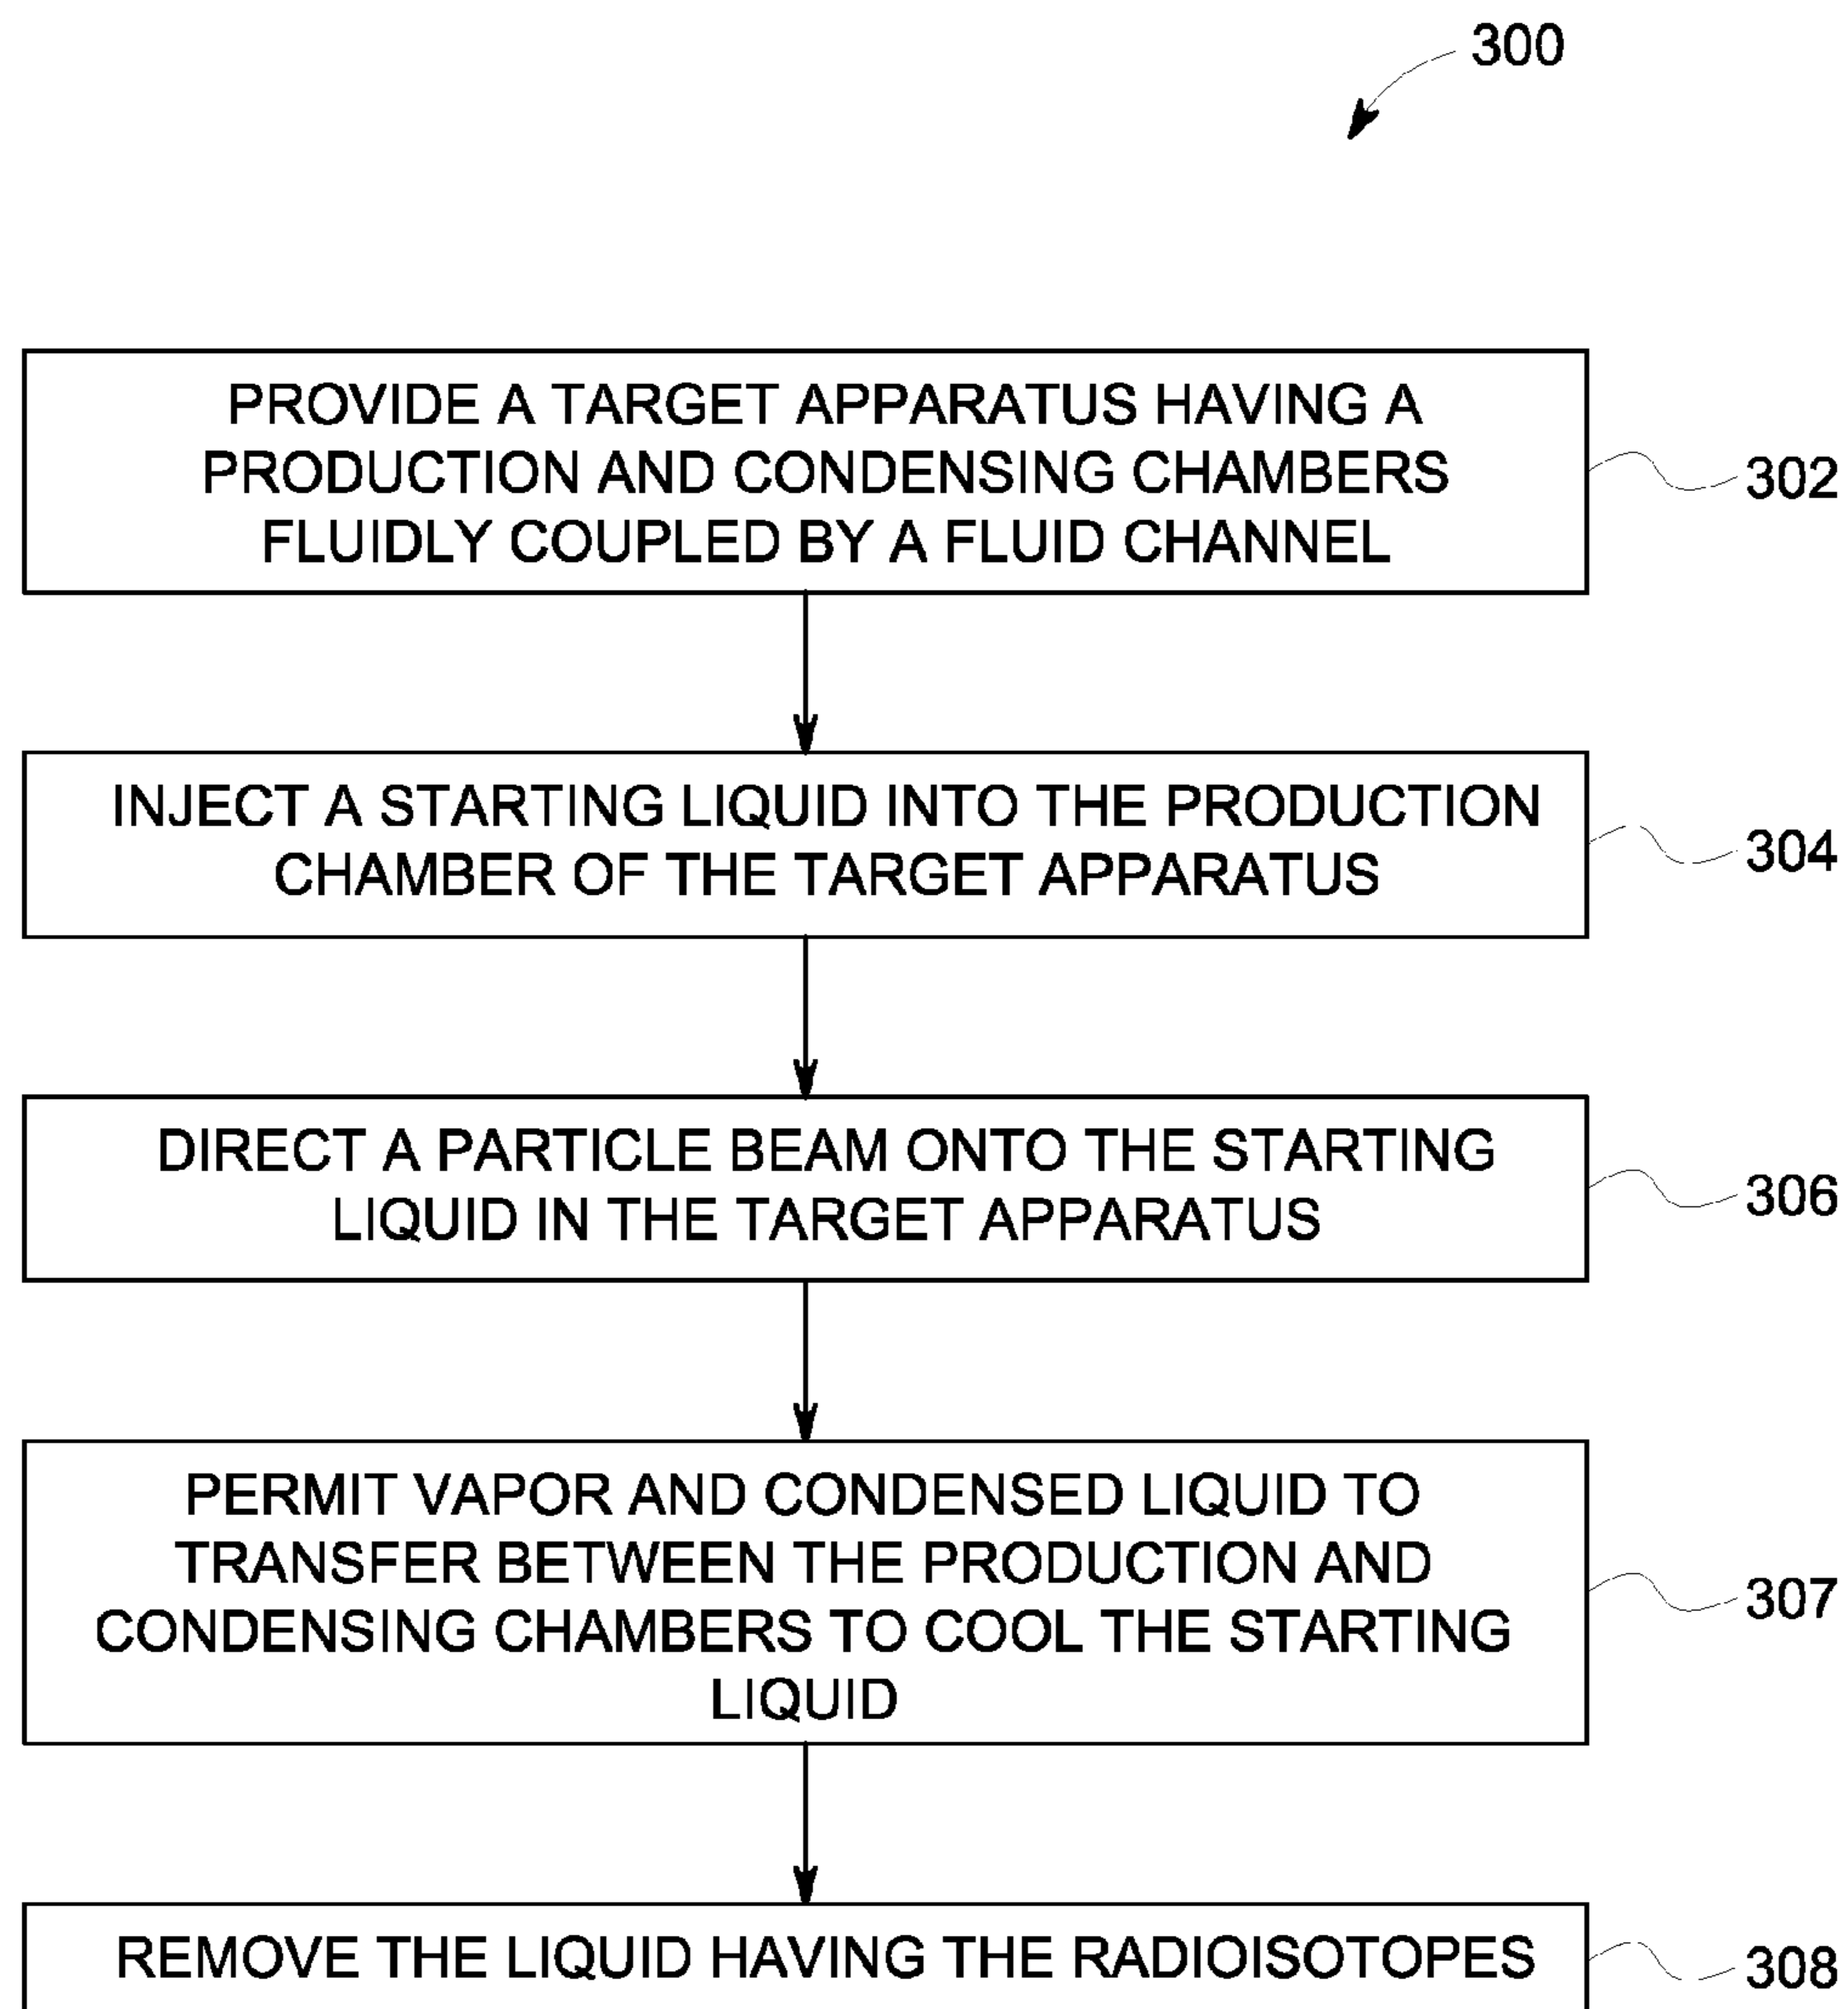 300
PROVIDE A TARGET APPARATUS HAVING A
PRODUCTION AND CONDENSING CHAMBERS
FLUIDLY COUPLED BY A FLUID CHANNEL
302
INJECT A STARTING LIQUID INTO THE PRODUCTION
CHAMBER OF THE TARGET APPARATUS
304
DIRECT A PARTICLE BEAM ONTO THE STARTING
LIQUID IN THE TARGET APPARATUS
306
PERMIT VAPOR AND CONDENSED LIQUID TO
TRANSFER BETWEEN THE PRODUCTION AND
CONDENSING CHAMBERS TO COOL THE STARTING
LIQUID
307
REMOVE THE LIQUID HAVING THE RADIOISOTOPES
308